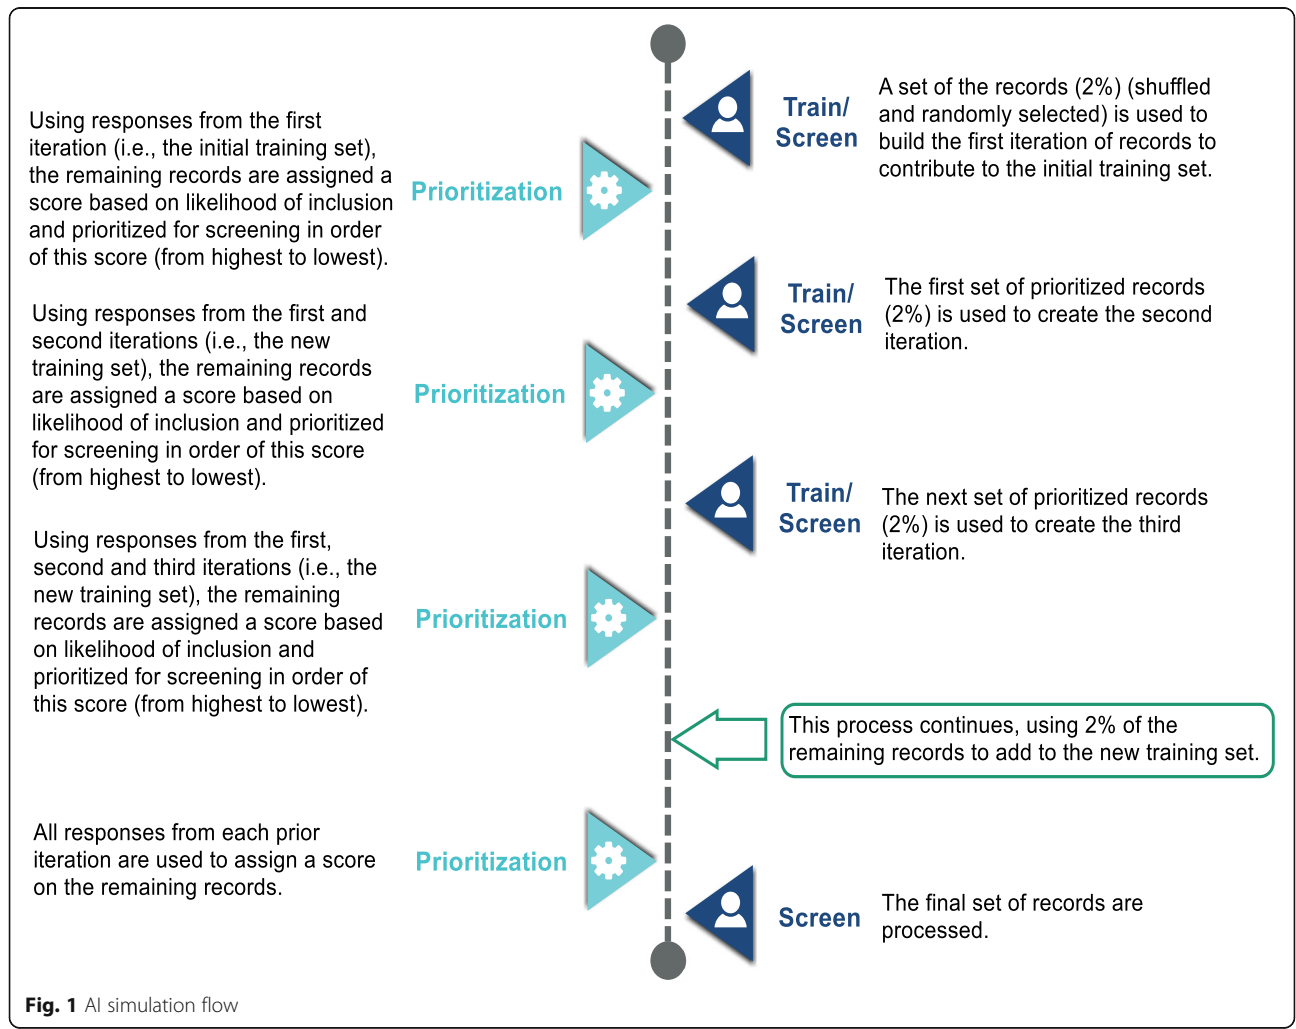 Train/
Screen
A set of the records (2%) (shuffled
and randomly selected) is used to
build the first iteration of records to
contribute to the initial training set.
Using responses from the first
iteration (i.e., the initial training set),
the remaining records are assigned a
score based on likelihood of inclusion
and prioritized for screening in order
of this score (from highest to lowest).
Prioritization
Train/
Screen
The first set of prioritized records
(2%) is used to create the second
iteration.
Using responses from the first and
second iterations (i.e., the new
training set), the remaining records
are assigned a score based on
likelihood of inclusion and prioritized
for screening in order of this score
(from highest to lowest).
Prioritization
Train/
Screen
The next set of prioritized records
(2%) is used to create the third
iteration.
Using responses from the first,
second and third iterations (i.e., the
new training set), the remaining
records are assigned a score based
on likelihood of inclusion and
prioritized for screening in order of
this score (from highest to lowest).
Prioritization
This process continues, using 2% of the
remaining records to add to the new training set.
All responses from each prior
iteration are used to assign a score
on the remaining records.
Prioritization
Screen
The final set of records are
processed.
Fig. 1 AI simulation flow